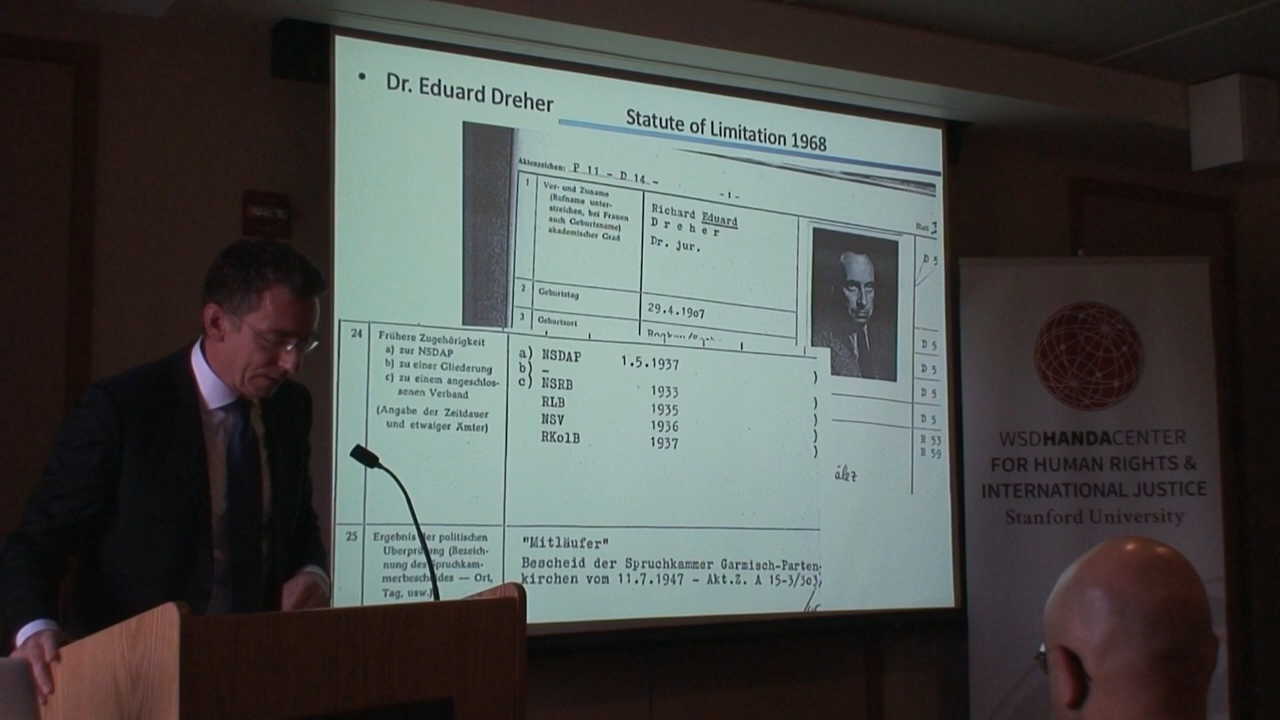 • Dr. Eduard Dreher
Statute of Limitation 1968
Aktenzeichen: P 11 - D 14 -
- 1 -
Blatt
1
Vor- und Zuname
(Rufname unter-
streichen, bei Frauen
auch Geburtsname)
akademischer Grad
Richard Eduard
D r e h e r
Dr. jur.
2
Geburtstag
29.4.19o7
3
Geburtsort
D 5
D 5
D 5
D 5
D 5
B 53
B 59
24
Frühere Zugehörigkeit
a) zur NSDAP
b) zu einer Gliederung
c) zu einem angeschlos-
senen Verband
(Angabe der Zeitdauer
und etwaiger Ämter)
a) NSDAP 1.5.1937 )
b) –
c) NSRB 1933 )
RLB 1935 )
NSV 1936 )
RKolB 1937 )
25
Ergebnis der politischen
Überprüfung (Bezeich-
nung des Spruchkam-
merbescheides — Ort,
Tag, usw.)
"Mitläufer"
Bescheid der Spruchkammer Garmisch-Parten-
kirchen vom 11.7.1947 - Akt.Z. A 15-3/5o3/
WSDHANDACENTER
FOR HUMAN RIGHTS &
INTERNATIONAL JUSTICE
Stanford University